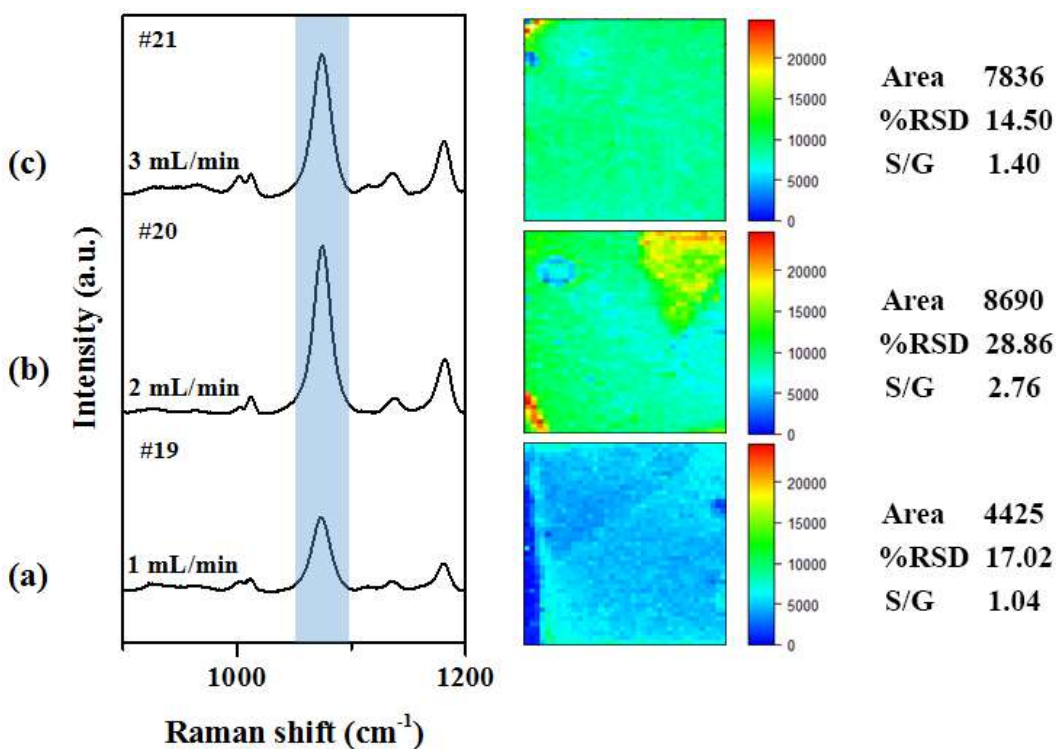 #21
(c)
3 mL/min
20000
15000
10000
5000
0
Area 7836
%RSD 14.50
S/G 1.40
#20
(b)
2 mL/min
20000
15000
10000
5000
0
Area 8690
%RSD 28.86
S/G 2.76
#19
(a)
1 mL/min
20000
15000
10000
5000
0
Area 4425
%RSD 17.02
S/G 1.04
Intensity (a.u.)
1000 1200
Raman shift (cm⁻¹)